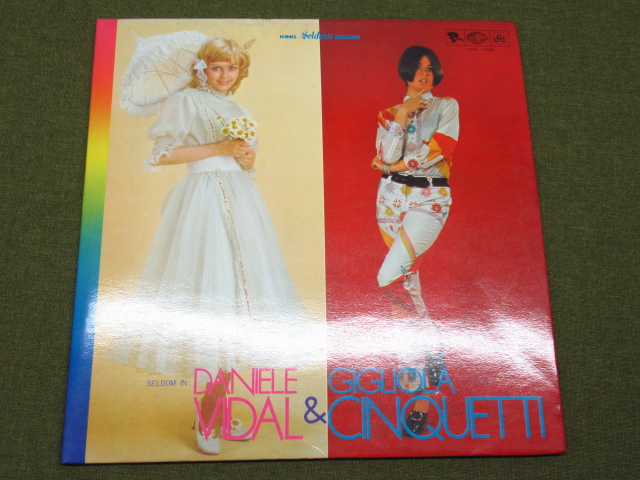 KING Seldom
SELDOM IN DANIELE VIDAL
& GIGLIOLA CINQUETTI